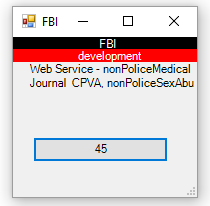 FBI
FBI
development
Web Service - nonPoliceMedical
Journal CPVA, nonPoliceSexAbu
45